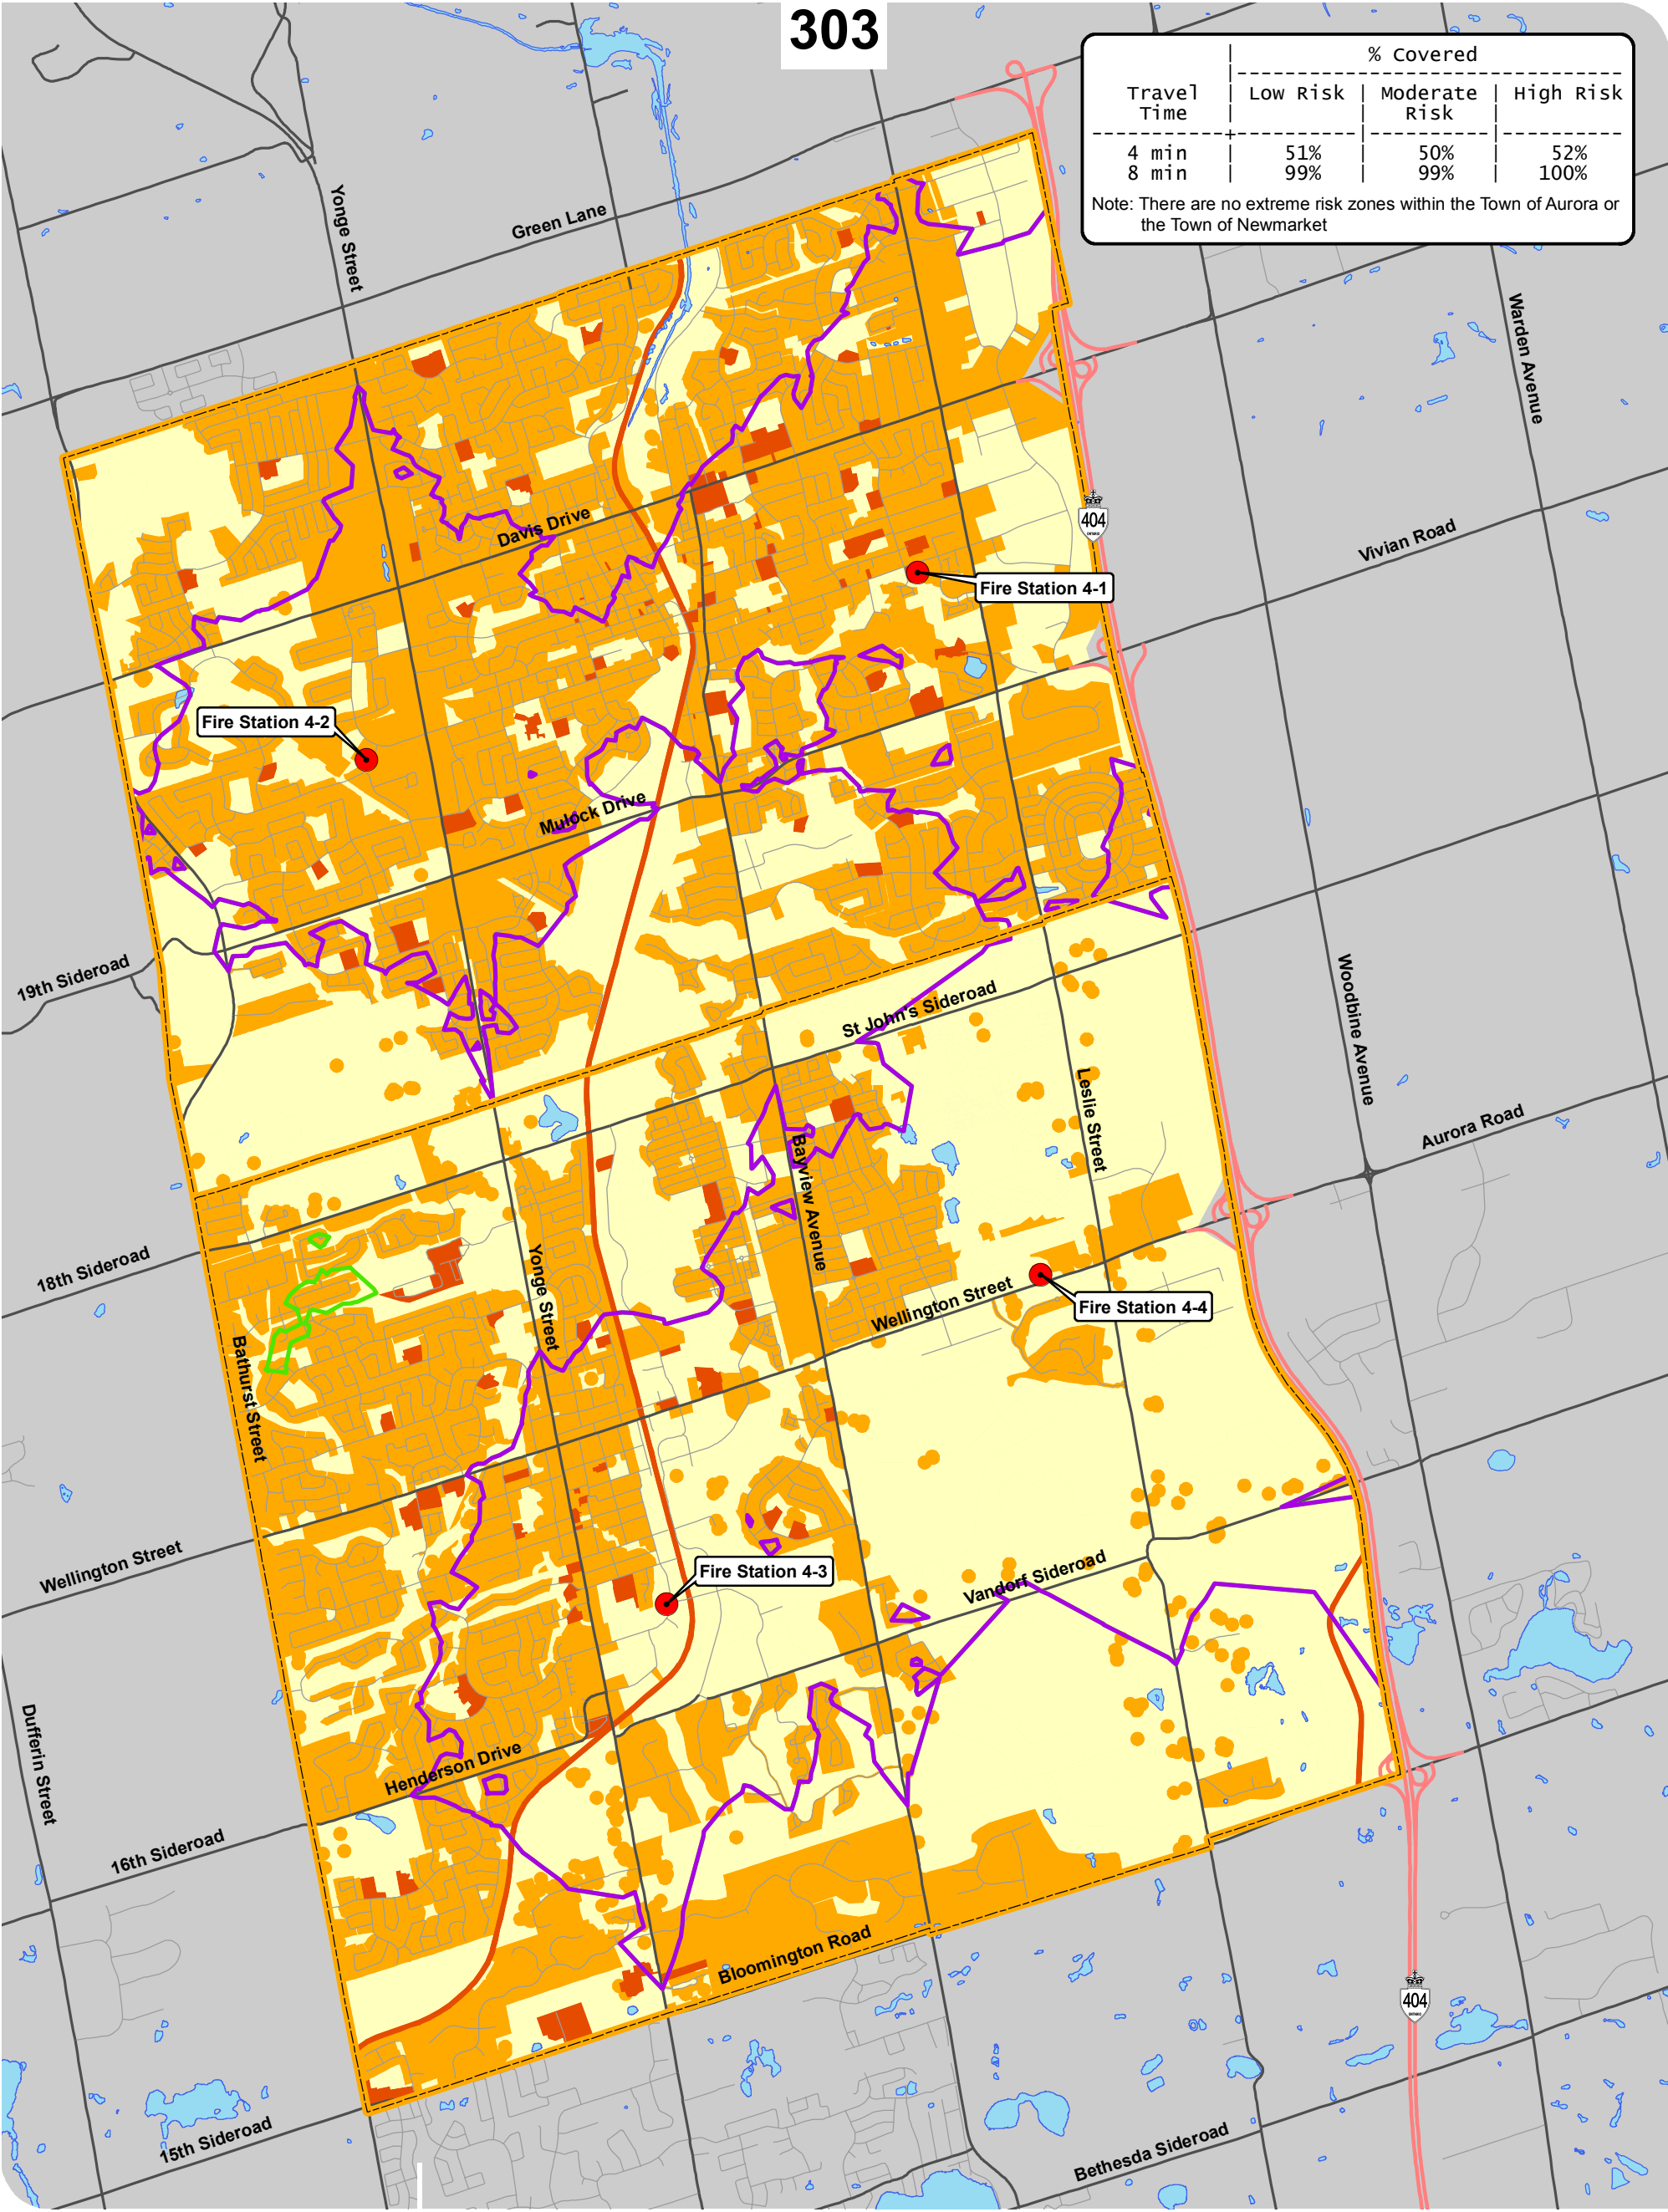 303
% Covered
Travel Time | Low Risk | Moderate Risk | High Risk
4 min | 51% | 50% | 52%
8 min | 99% | 99% | 100%
Note: There are no extreme risk zones within the Town of Aurora or
the Town of Newmarket
Yonge Street
Green Lane
Warden Avenue
Davis Drive
404
Vivian Road
Fire Station 4-1
Fire Station 4-2
Mulock Drive
19th Sideroad
St John's Sideroad
Woodbine Avenue
Leslie Street
Aurora Road
Bayview Avenue
18th Sideroad
Yonge Street
Wellington Street
Fire Station 4-4
Bathurst Street
Wellington Street
Fire Station 4-3
Vandorf Sideroad
Dufferin Street
Henderson Drive
16th Sideroad
Bloomington Road
404
15th Sideroad
Bethesda Sideroad